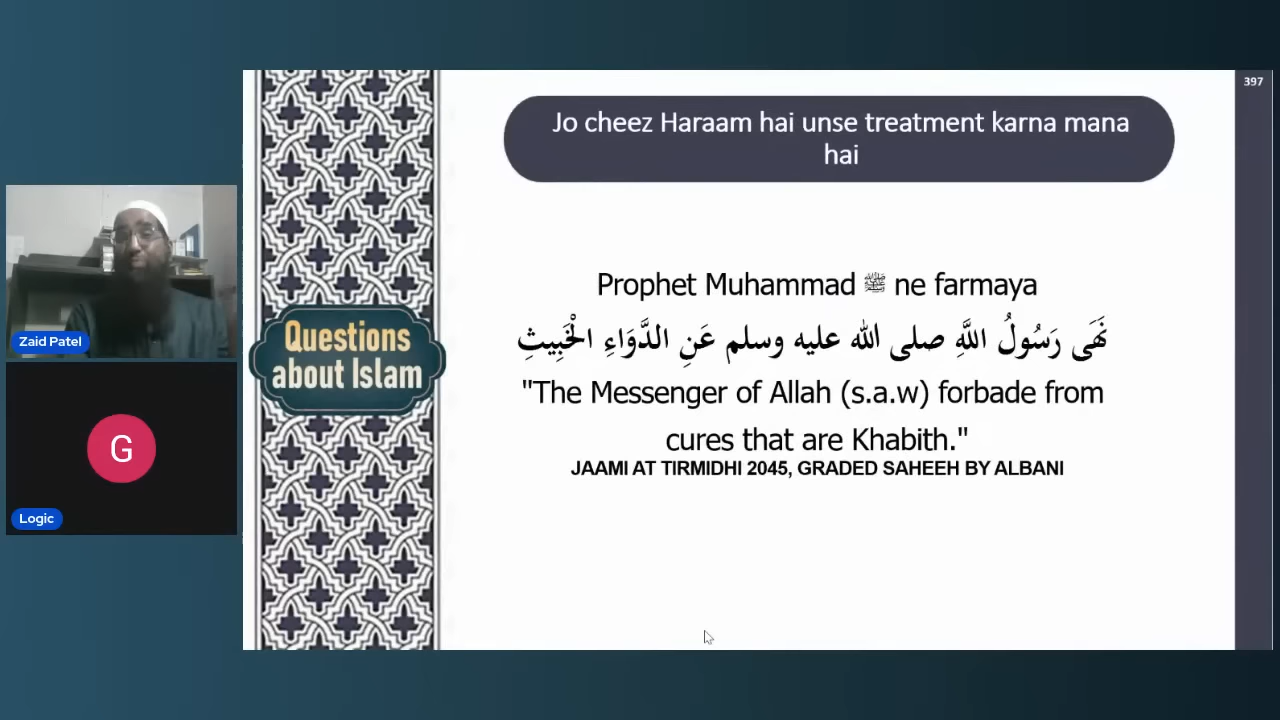 397
Jo cheez Haraam hai unse treatment karna mana
hai
Prophet Muhammad ﷺ ne farmaya
نَهَى رَسُولُ اللَّهِ صلى الله عليه وسلم عَنِ الدَّوَاءِ الْخَبِيثِ
"The Messenger of Allah (s.a.w) forbade from
cures that are Khabith."
JAAMI AT TIRMIDHI 2045, GRADED SAHEEH BY ALBANI
Questions
about Islam
Zaid Patel
G
Logic